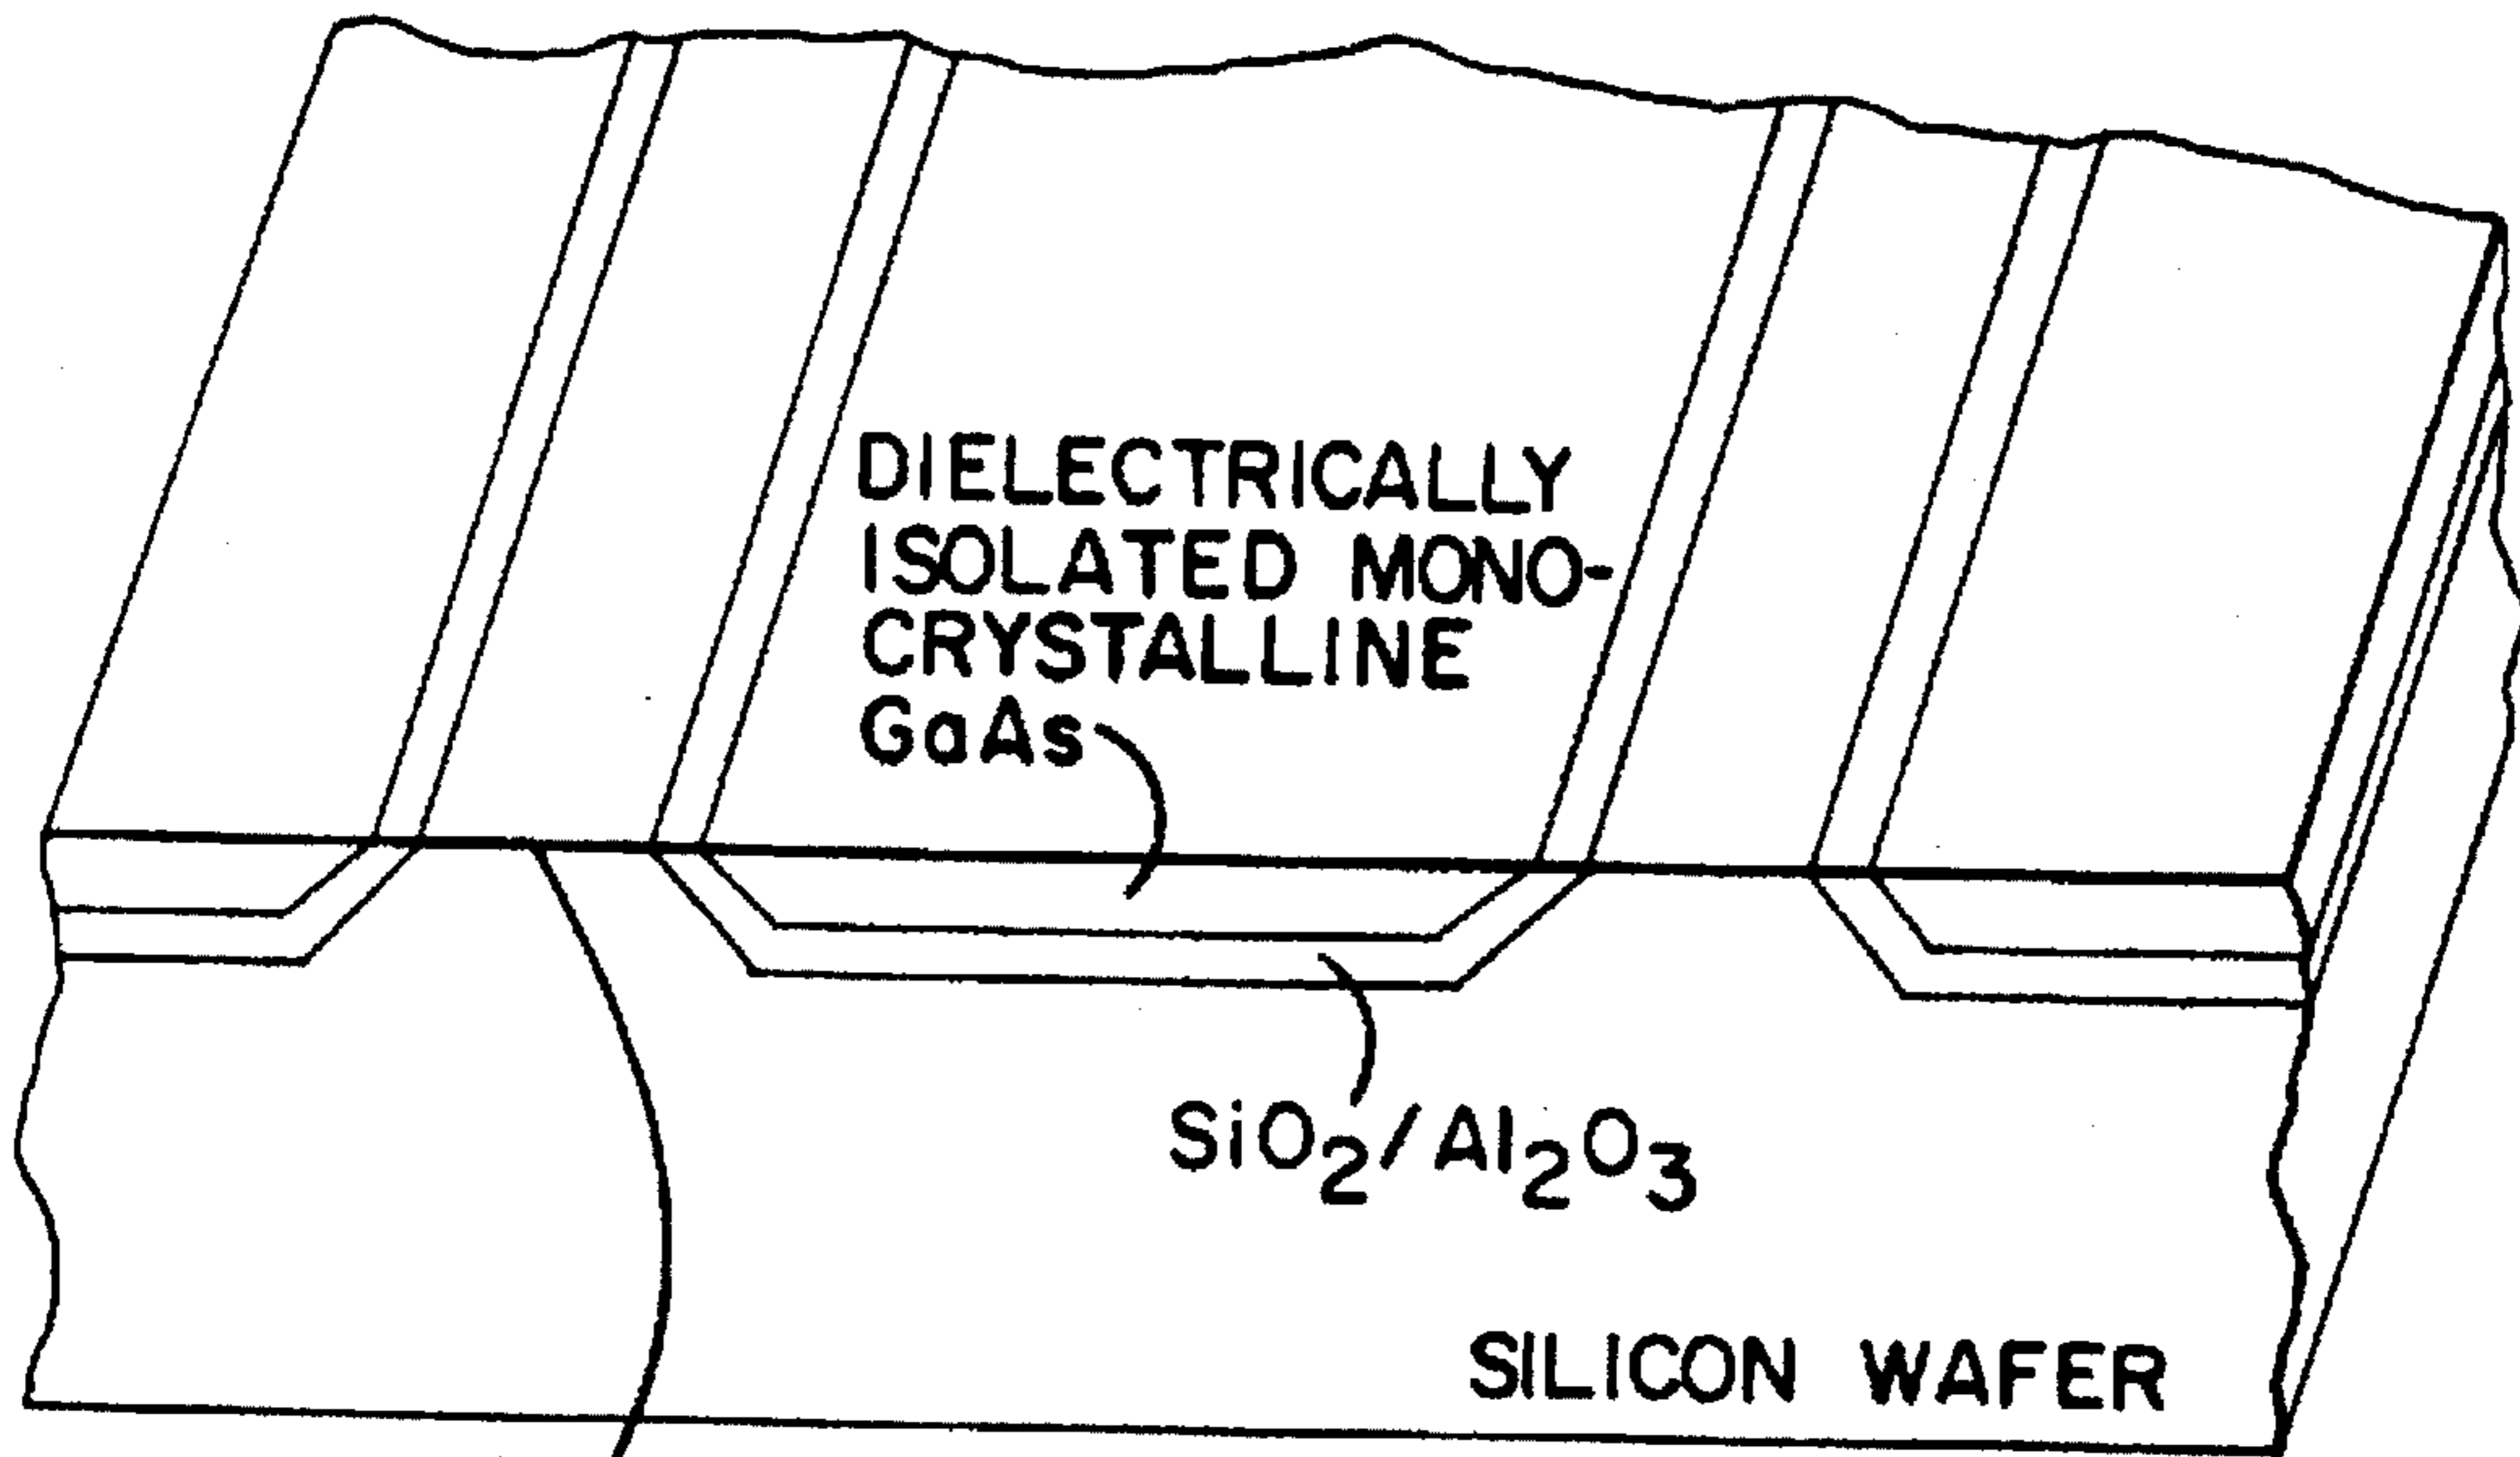 DIELECTRICALLY
ISOLATED MONO-
CRYSTALLINE
GaAs
SiO₂/Al₂O₃
SILICON WAFER